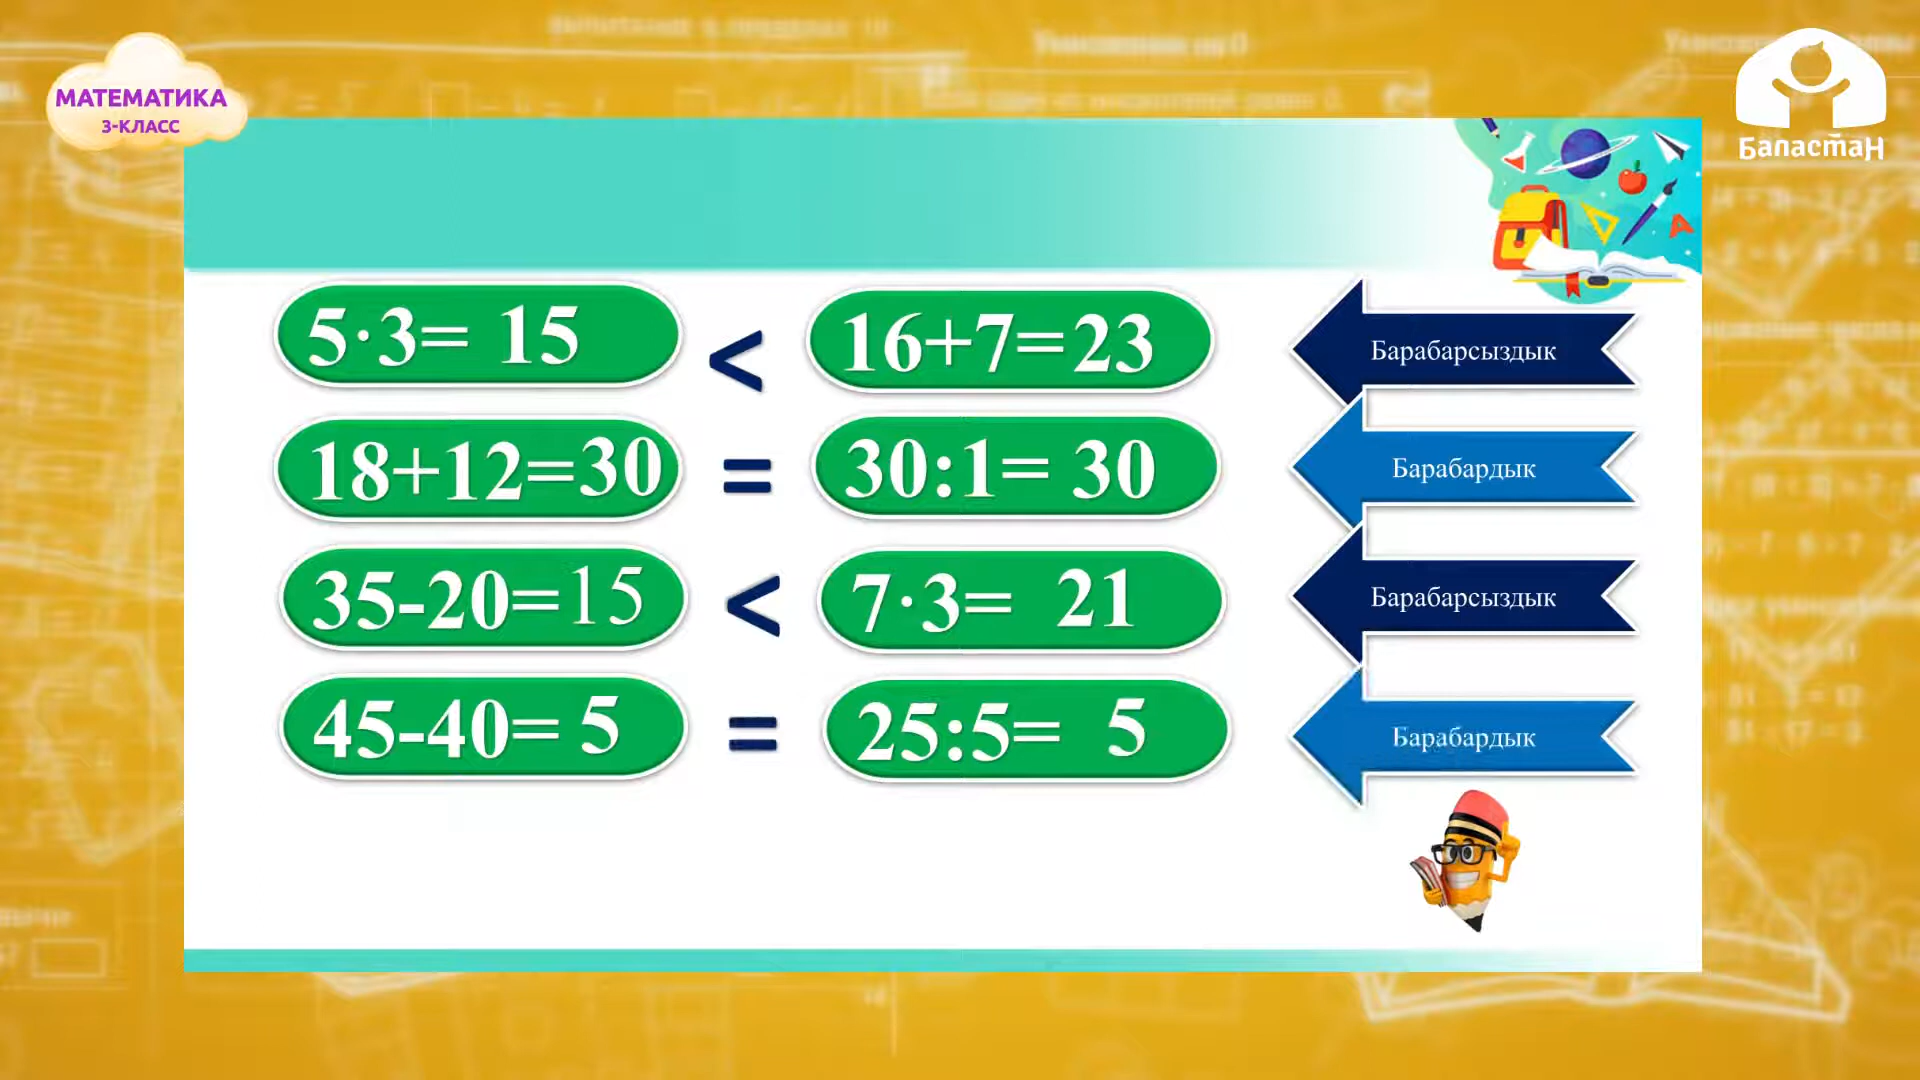 МАТЕМАТИКА
3-КЛАСС
Баластан
5·3= 15 < 16+7=23 Барабарсыздык
18+12=30 = 30:1= 30 Барабардык
35-20=15 < 7·3= 21 Барабарсыздык
45-40= 5 = 25:5= 5 Барабардык